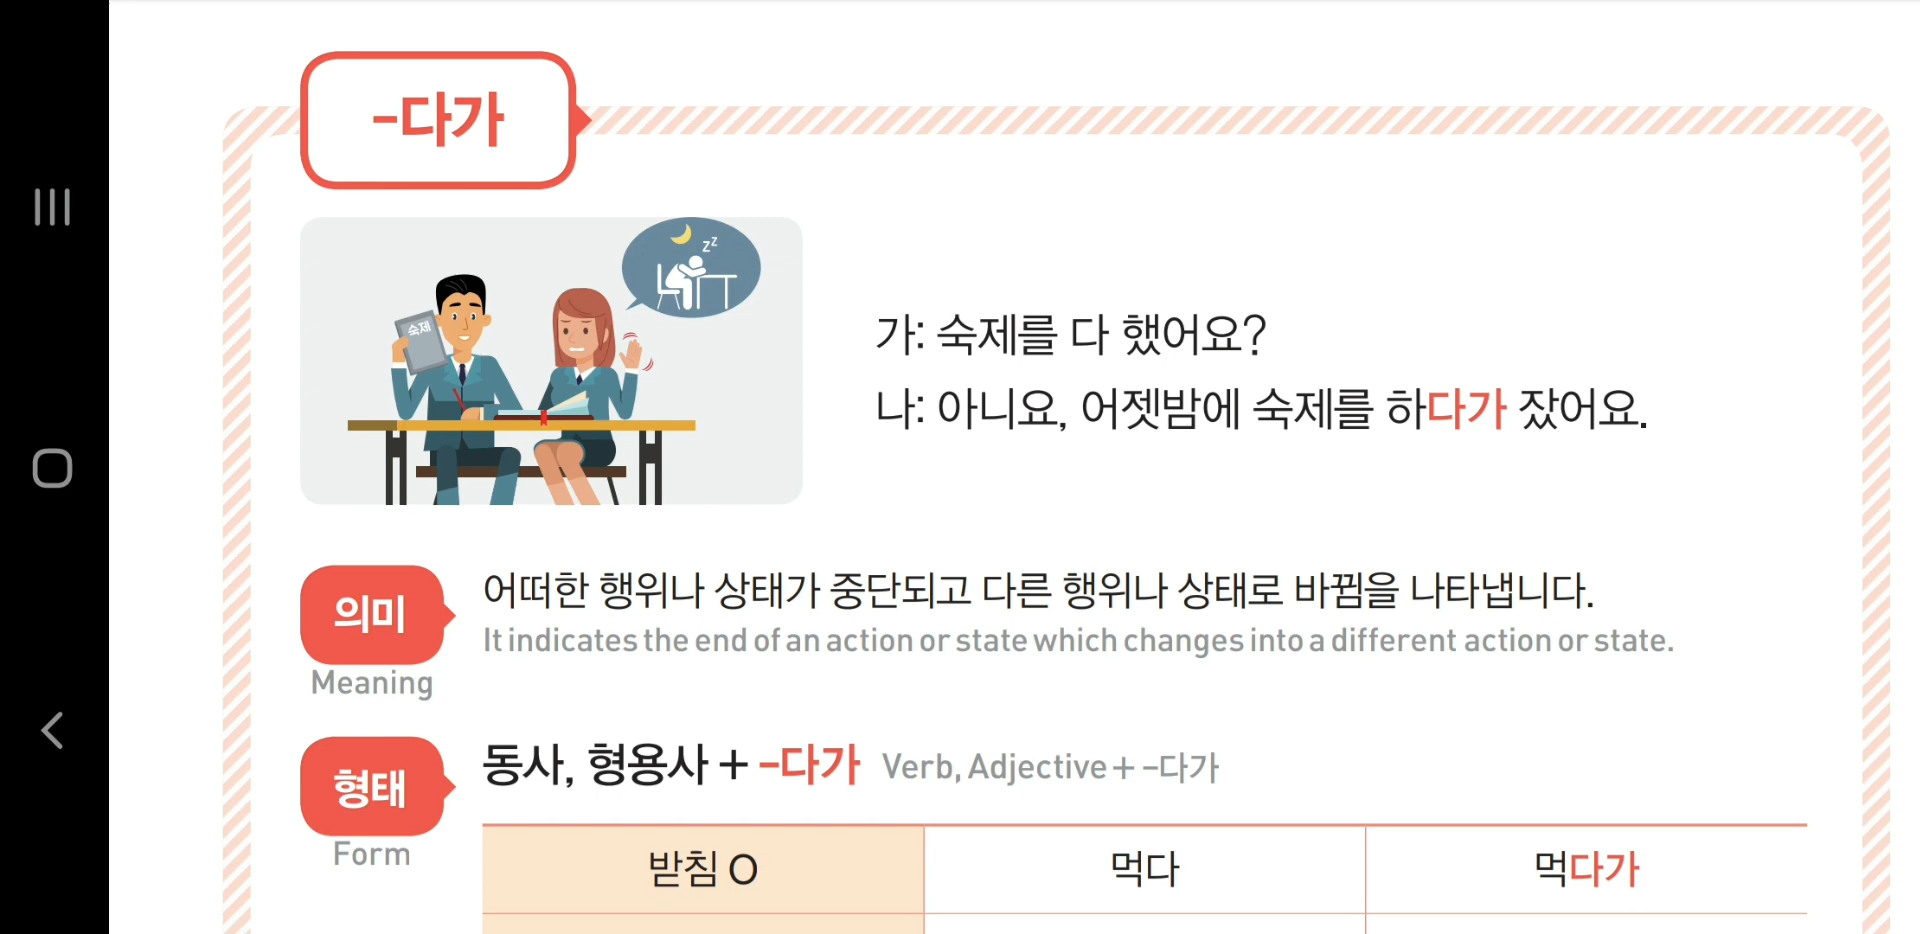 -다가
숙제
zz
가: 숙제를 다 했어요?
나: 아니요, 어젯밤에 숙제를 하다가 잤어요.
의미
Meaning
어떠한 행위나 상태가 중단되고 다른 행위나 상태로 바뀜을 나타냅니다.
It indicates the end of an action or state which changes into a different action or state.
형태
Form
동사, 형용사 + -다가 Verb, Adjective + -다가
받침 O 먹다 먹다가